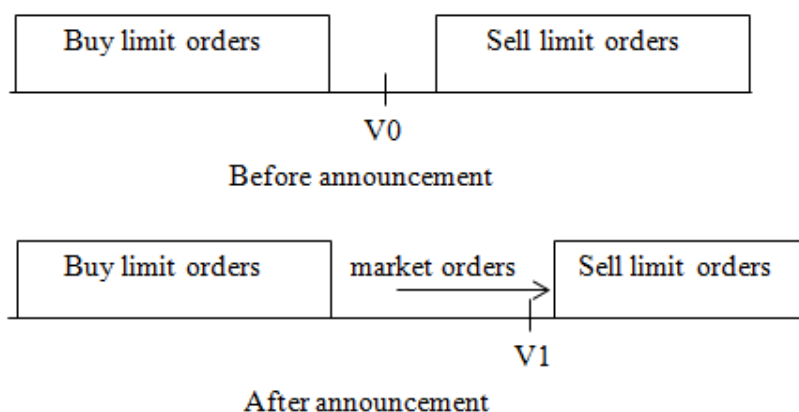 Buy limit orders Sell limit orders
V0
Before announcement
Buy limit orders market orders Sell limit orders
V1
After announcement